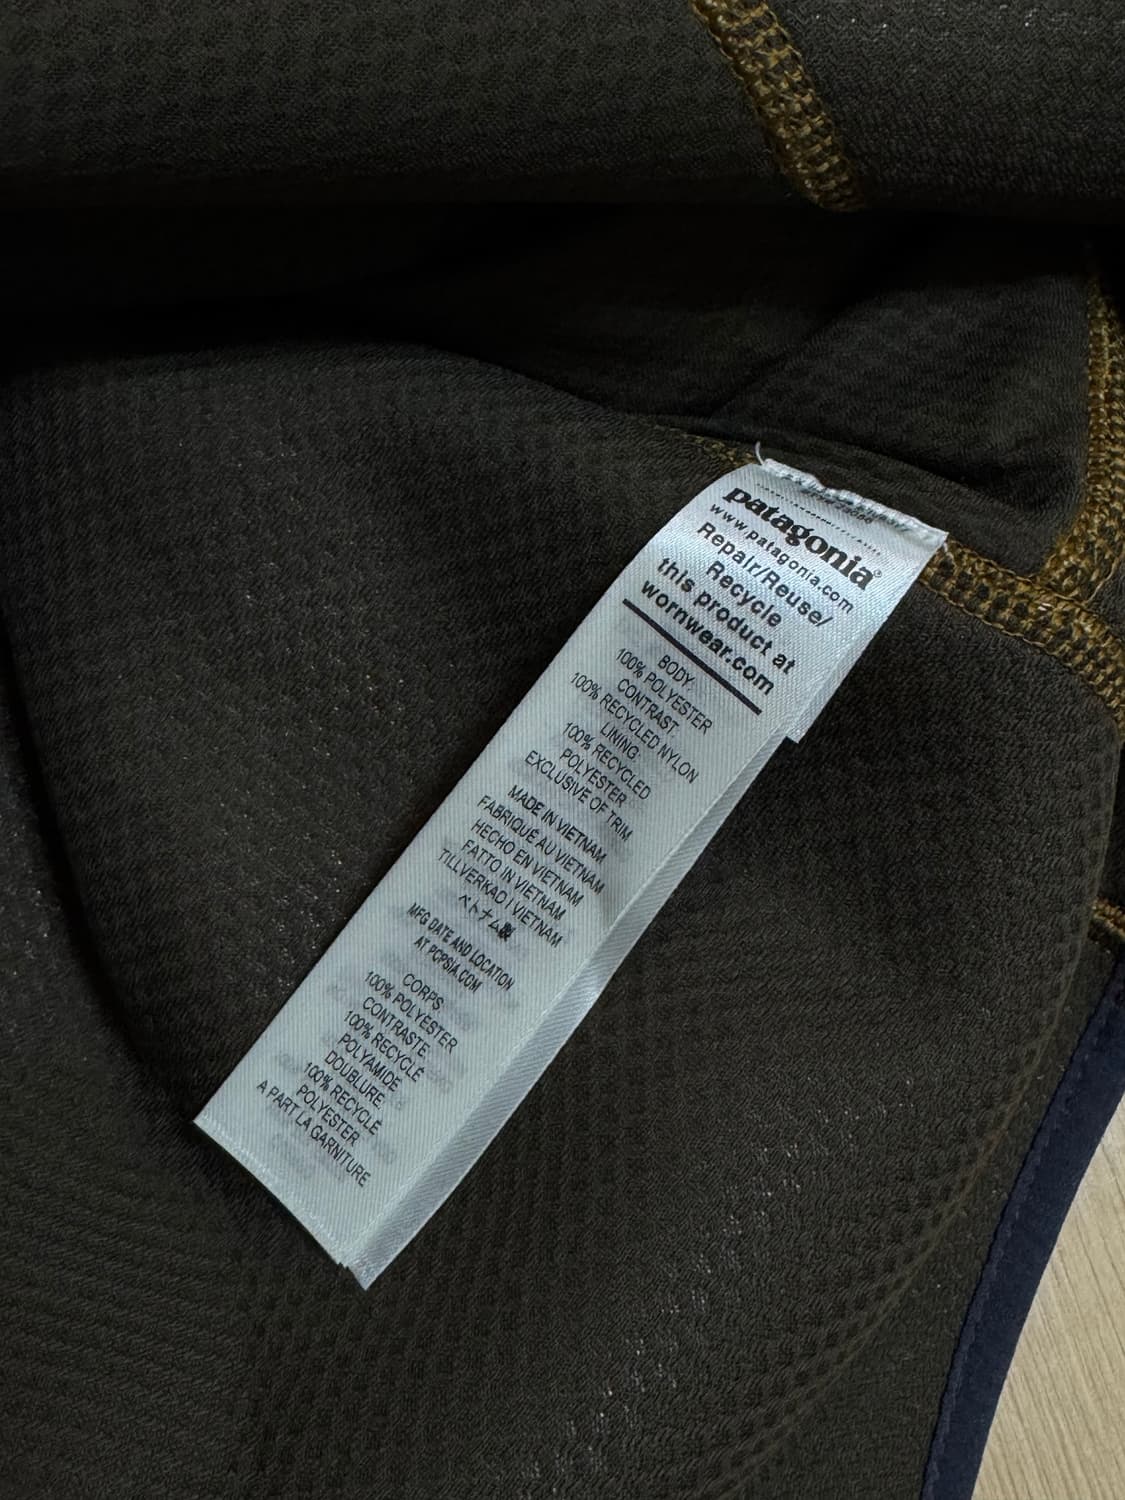 patagonia®
www.patagonia.com
Repair/Reuse/
Recycle
this product at
wornwear.com
BODY:
100% POLYESTER
CONTRAST:
100% RECYCLED NYLON
LINING:
100% RECYCLED
POLYESTER
EXCLUSIVE OF TRIM
MADE IN VIETNAM
FABRIQUÉ AU VIETNAM
HECHO EN VIETNAM
FATTO IN VIETNAM
TILLVERKAD I VIETNAM
ベトナム製
MFG DATE AND LOCATION
AT PCPSIA.COM
CORPS:
100% POLYESTER
CONTRASTE:
100% RECYCLÉ
POLYAMIDE
DOUBLURE:
100% RECYCLÉ
POLYESTER
A PART LA GARNITURE